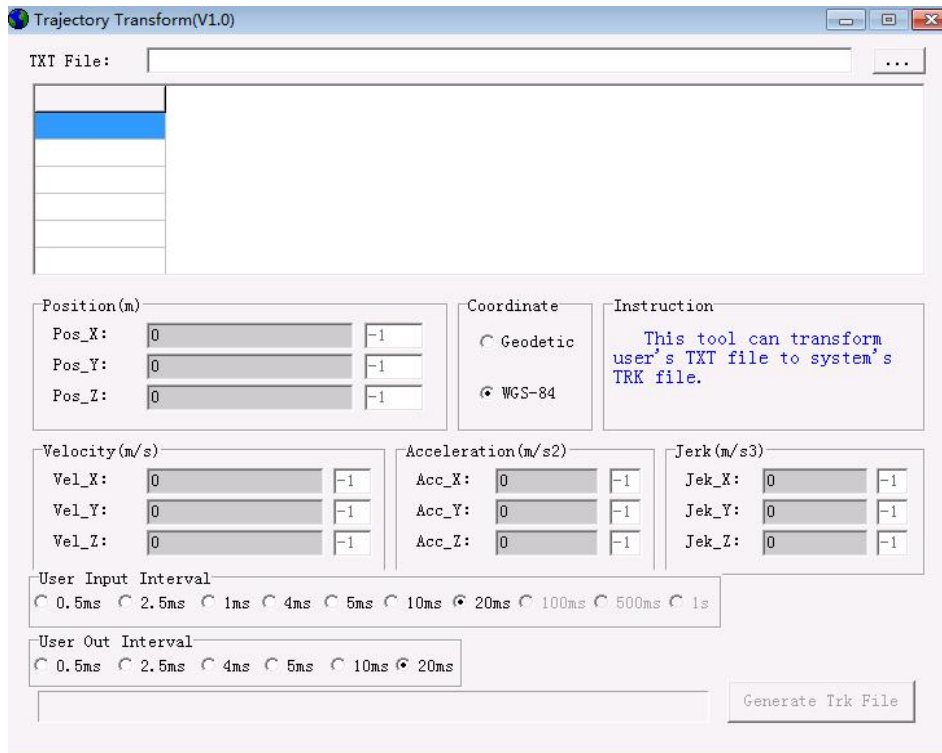 Trajectory Transform(V1.0)
TXT File:
...
Position(m)
Pos_X: 0 -1
Pos_Y: 0 -1
Pos_Z: 0 -1
Coordinate
Geodetic
WGS-84
Instruction
This tool can transform
user's TXT file to system's
TRK file.
Velocity(m/s)
Vel_X: 0 -1
Vel_Y: 0 -1
Vel_Z: 0 -1
Acceleration(m/s2)
Acc_X: 0 -1
Acc_Y: 0 -1
Acc_Z: 0 -1
Jerk(m/s3)
Jek_X: 0 -1
Jek_Y: 0 -1
Jek_Z: 0 -1
User Input Interval
0.5ms 2.5ms 1ms 4ms 5ms 10ms 20ms 100ms 500ms 1s
User Out Interval
0.5ms 2.5ms 4ms 5ms 10ms 20ms
Generate Trk File